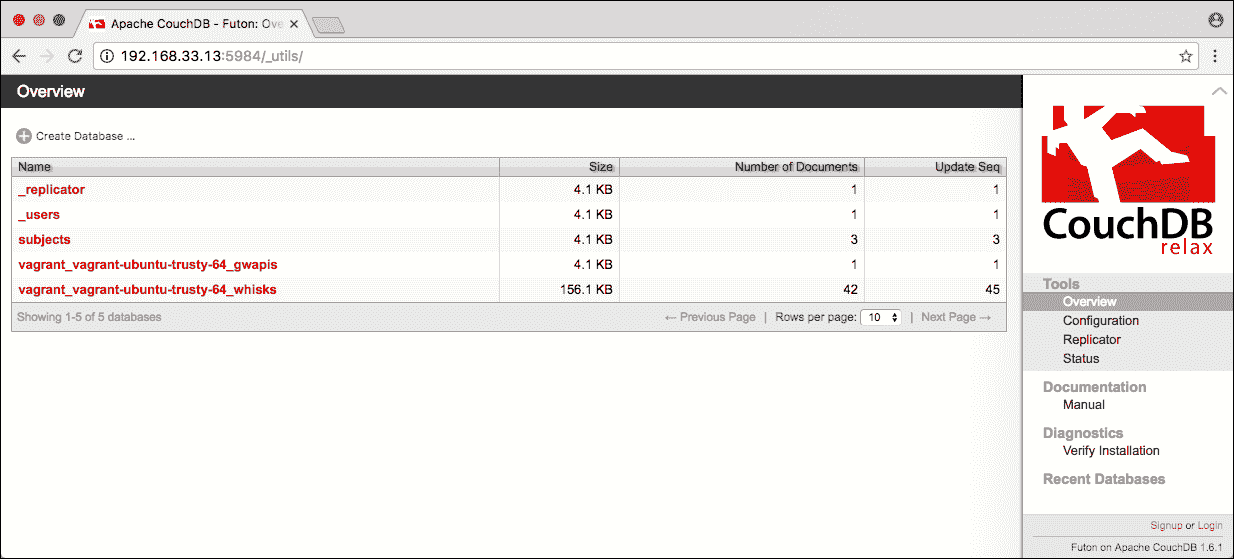 Apache CouchDB - Futon: Ove
192.168.33.13:5984/_utils/
Overview
Create Database ...
Name Size Number of Documents Update Seq
_replicator 4.1 KB 1 1
_users 4.1 KB 1 1
subjects 4.1 KB 3 3
vagrant_vagrant-ubuntu-trusty-64_gwapis 4.1 KB 1 1
vagrant_vagrant-ubuntu-trusty-64_whisks 156.1 KB 42 45
Showing 1-5 of 5 databases ← Previous Page | Rows per page: 10 | Next Page →
CouchDB
relax
Tools
Overview
Configuration
Replicator
Status
Documentation
Manual
Diagnostics
Verify Installation
Recent Databases
Signup or Login
Futon on Apache CouchDB 1.6.1